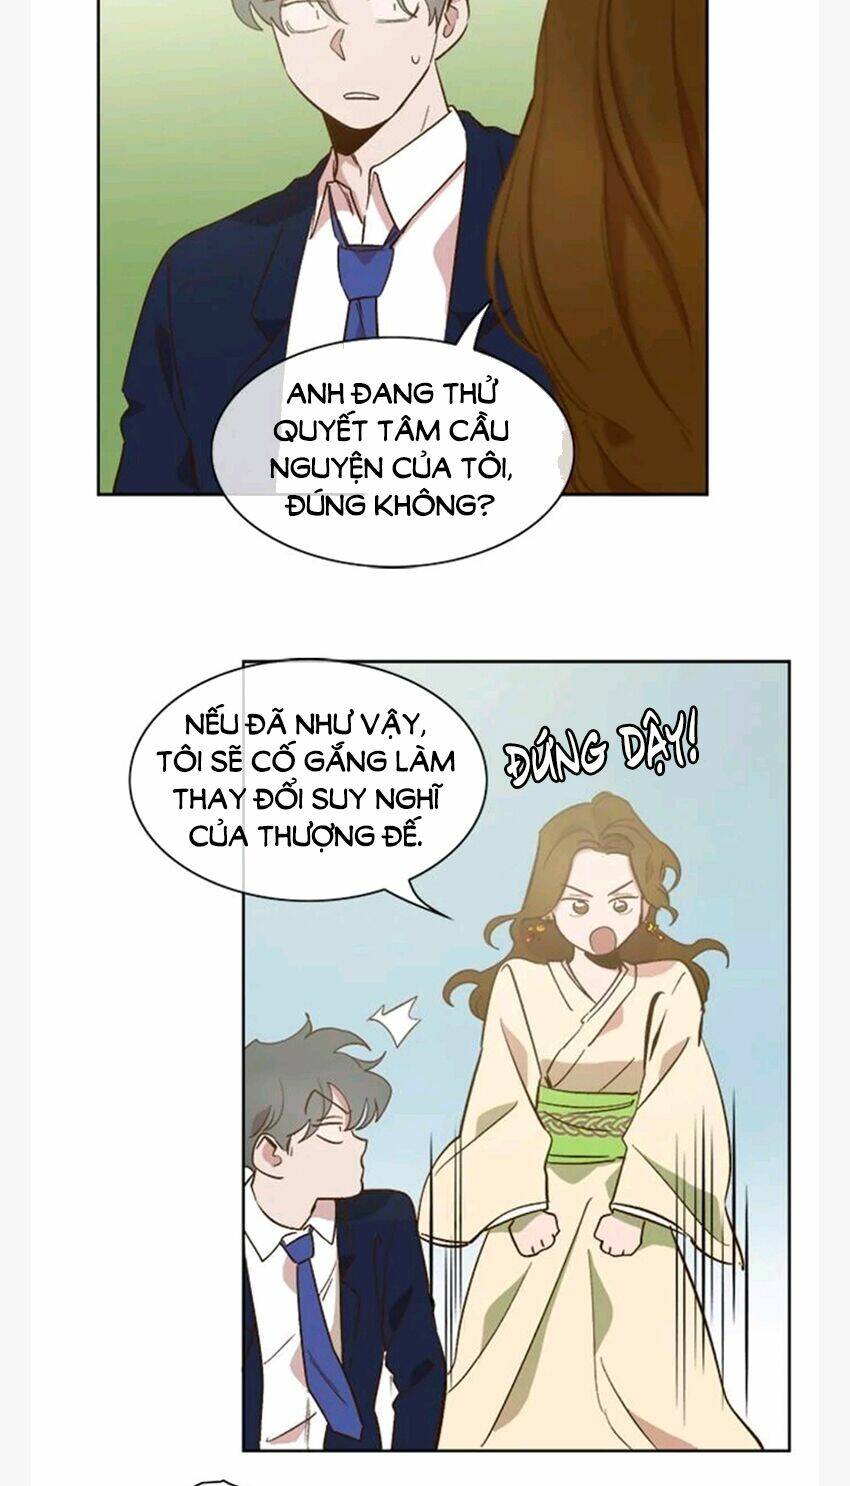 ANH ĐANG THỬ
QUYẾT TÂM CẦU
NGUYỆN CỦA TÔI,
ĐÚNG KHÔNG?
NẾU ĐÃ NHƯ VẬY,
TÔI SẼ CỐ GẮNG LÀM
THAY ĐỔI SUY NGHĨ
CỦA THƯỢNG ĐẾ.
ĐỨNG DẬY!